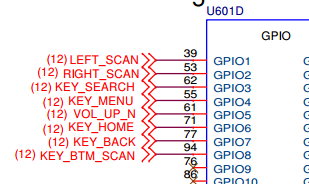 U601D
GPIO
(12) LEFT_SCAN 39 GPIO1
(12) RIGHT_SCAN 53 GPIO2
(12) KEY_SEARCH 62 GPIO3
(12) KEY_MENU 55 GPIO4
(12) VOL_UP_N 61 GPIO5
(12) KEY_HOME 71 GPIO6
(12) KEY_BACK 77 GPIO7
(12) KEY_BTM_SCAN 94 GPIO8
76 GPIO9
86 GPIO10